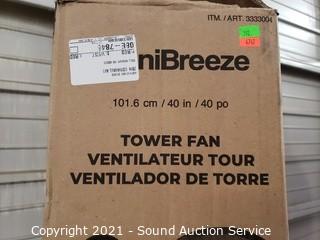 ITM. / ART. 3333004
niBreeze
101.6 cm / 40 in / 40 po
TOWER FAN
VENTILATEUR TOUR
VENTILADOR DE TORRE
Copyright 2021 - Sound Auction Service